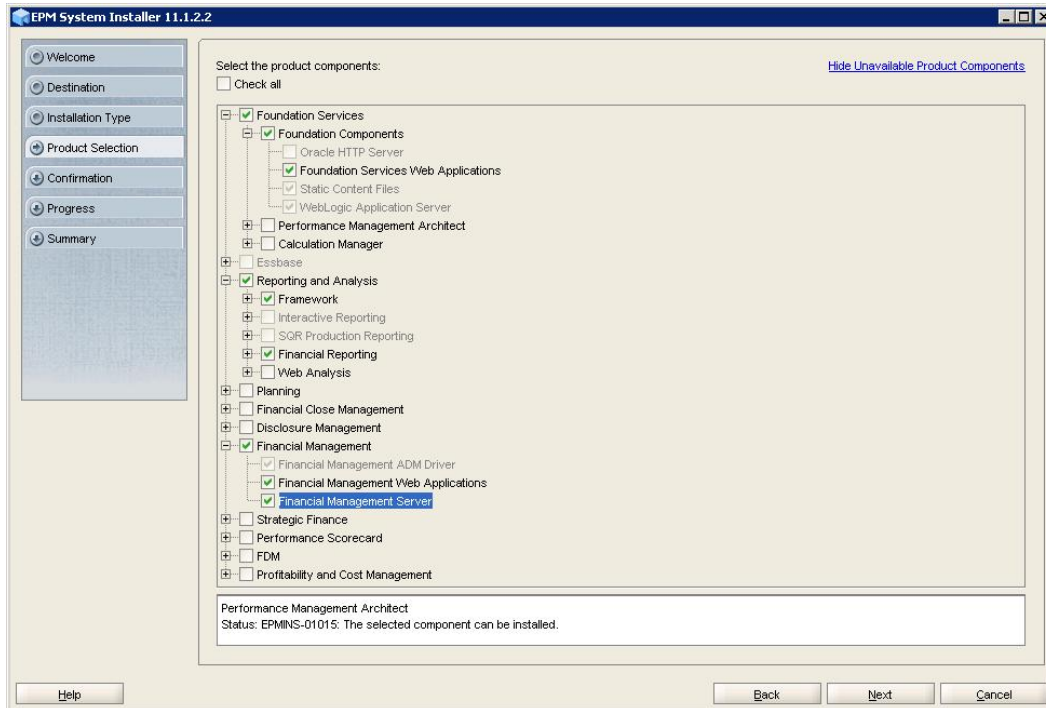 EPM System Installer 11.1.2.2
Welcome
Destination
Installation Type
Product Selection
Confirmation
Progress
Summary
Select the product components:
Hide Unavailable Product Components
Check all
Foundation Services
Foundation Components
Oracle HTTP Server
Foundation Services Web Applications
Static Content Files
WebLogic Application Server
Performance Management Architect
Calculation Manager
Essbase
Reporting and Analysis
Framework
Interactive Reporting
SQR Production Reporting
Financial Reporting
Web Analysis
Planning
Financial Close Management
Disclosure Management
Financial Management
Financial Management ADM Driver
Financial Management Web Applications
Financial Management Server
Strategic Finance
Performance Scorecard
FDM
Profitability and Cost Management
Performance Management Architect
Status: EPMINS-01015: The selected component can be installed.
Help
Back
Next
Cancel